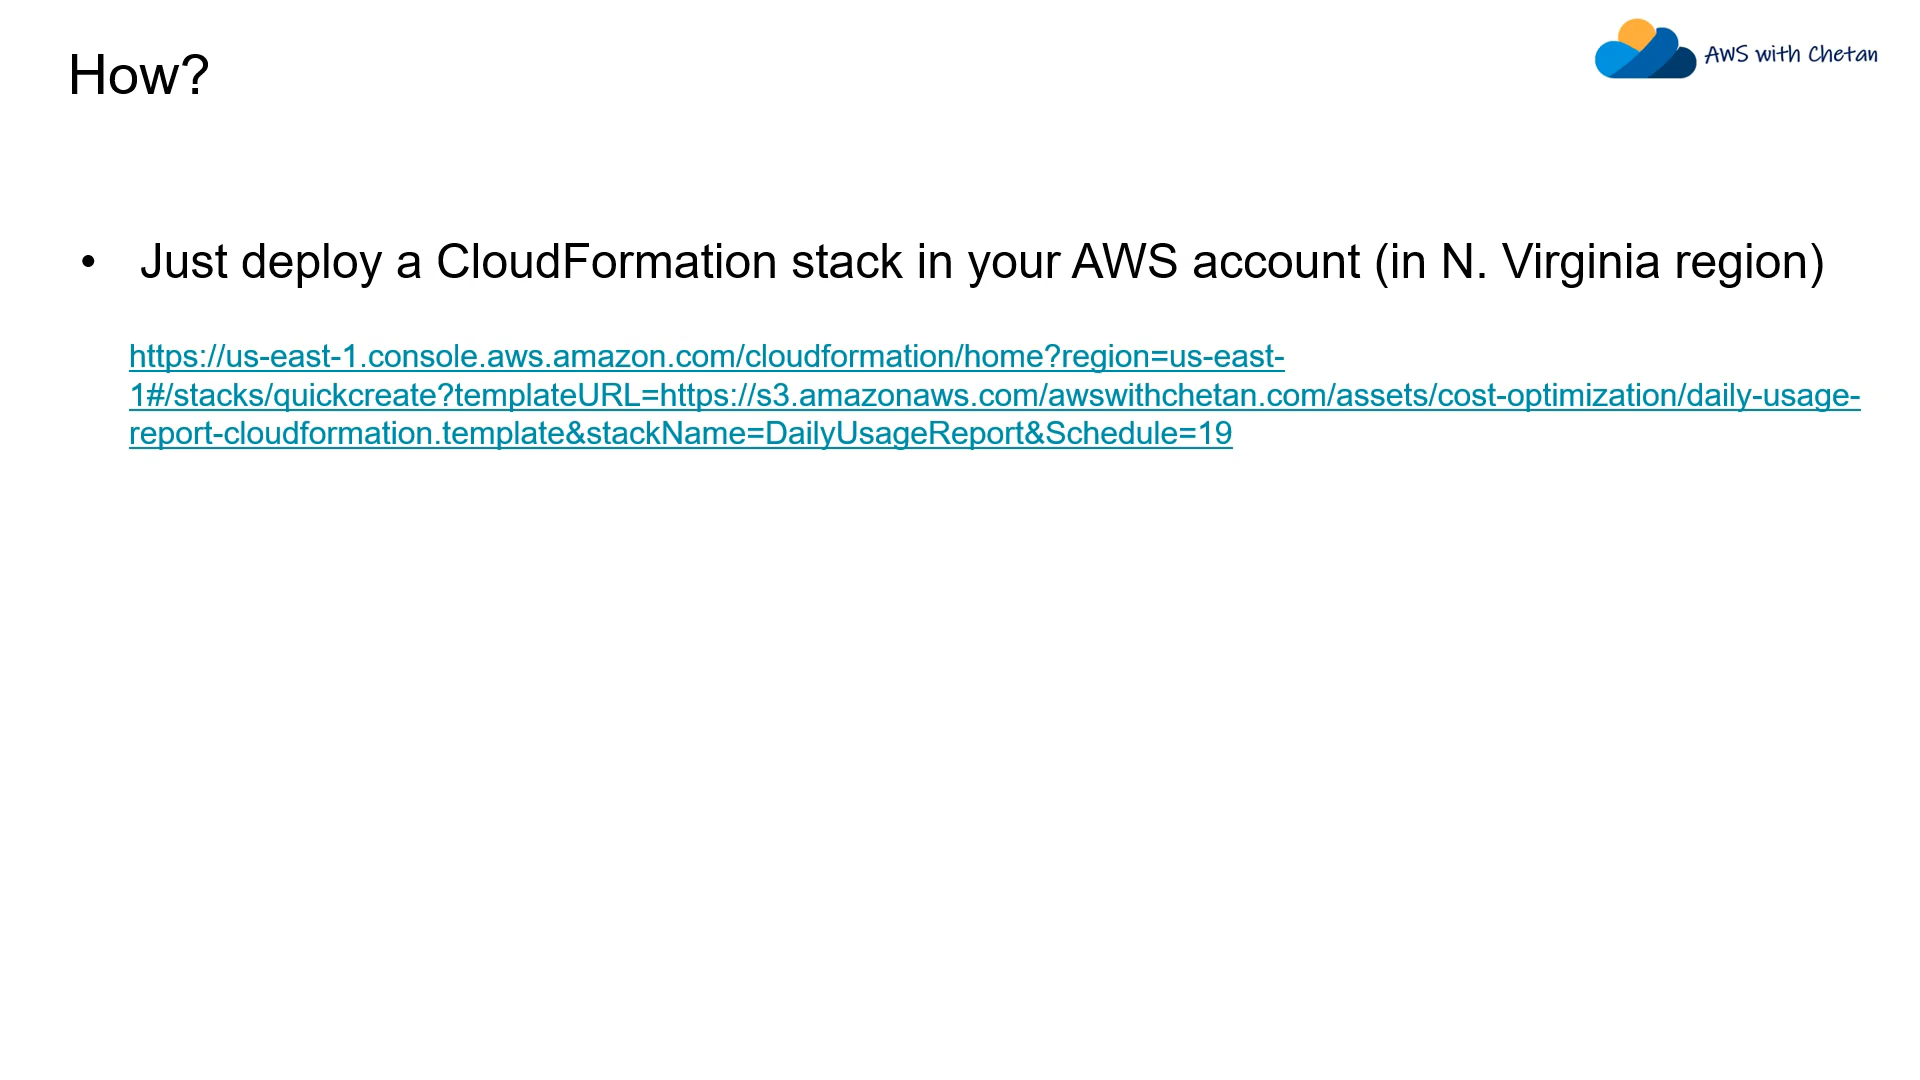 How?
AWS with Chetan
• Just deploy a CloudFormation stack in your AWS account (in N. Virginia region)
https://us-east-1.console.aws.amazon.com/cloudformation/home?region=us-east-
1#/stacks/quickcreate?templateURL=https://s3.amazonaws.com/awswithchetan.com/assets/cost-optimization/daily-usage-
report-cloudformation.template&stackName=DailyUsageReport&Schedule=19